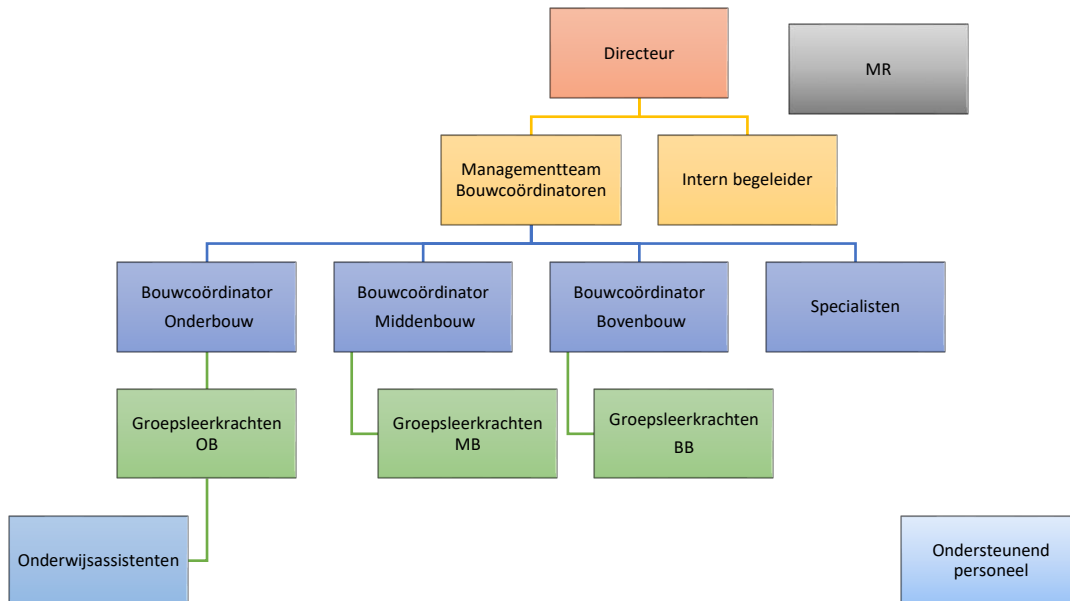 Directeur
MR
Managementteam
Bouwcoördinatoren
Intern begeleider
Bouwcoördinator
Onderbouw
Bouwcoördinator
Middenbouw
Bouwcoördinator
Bovenbouw
Specialisten
Groepsleerkrachten
OB
Groepsleerkrachten
MB
Groepsleerkrachten
BB
Onderwijsassistenten
Ondersteunend
personeel